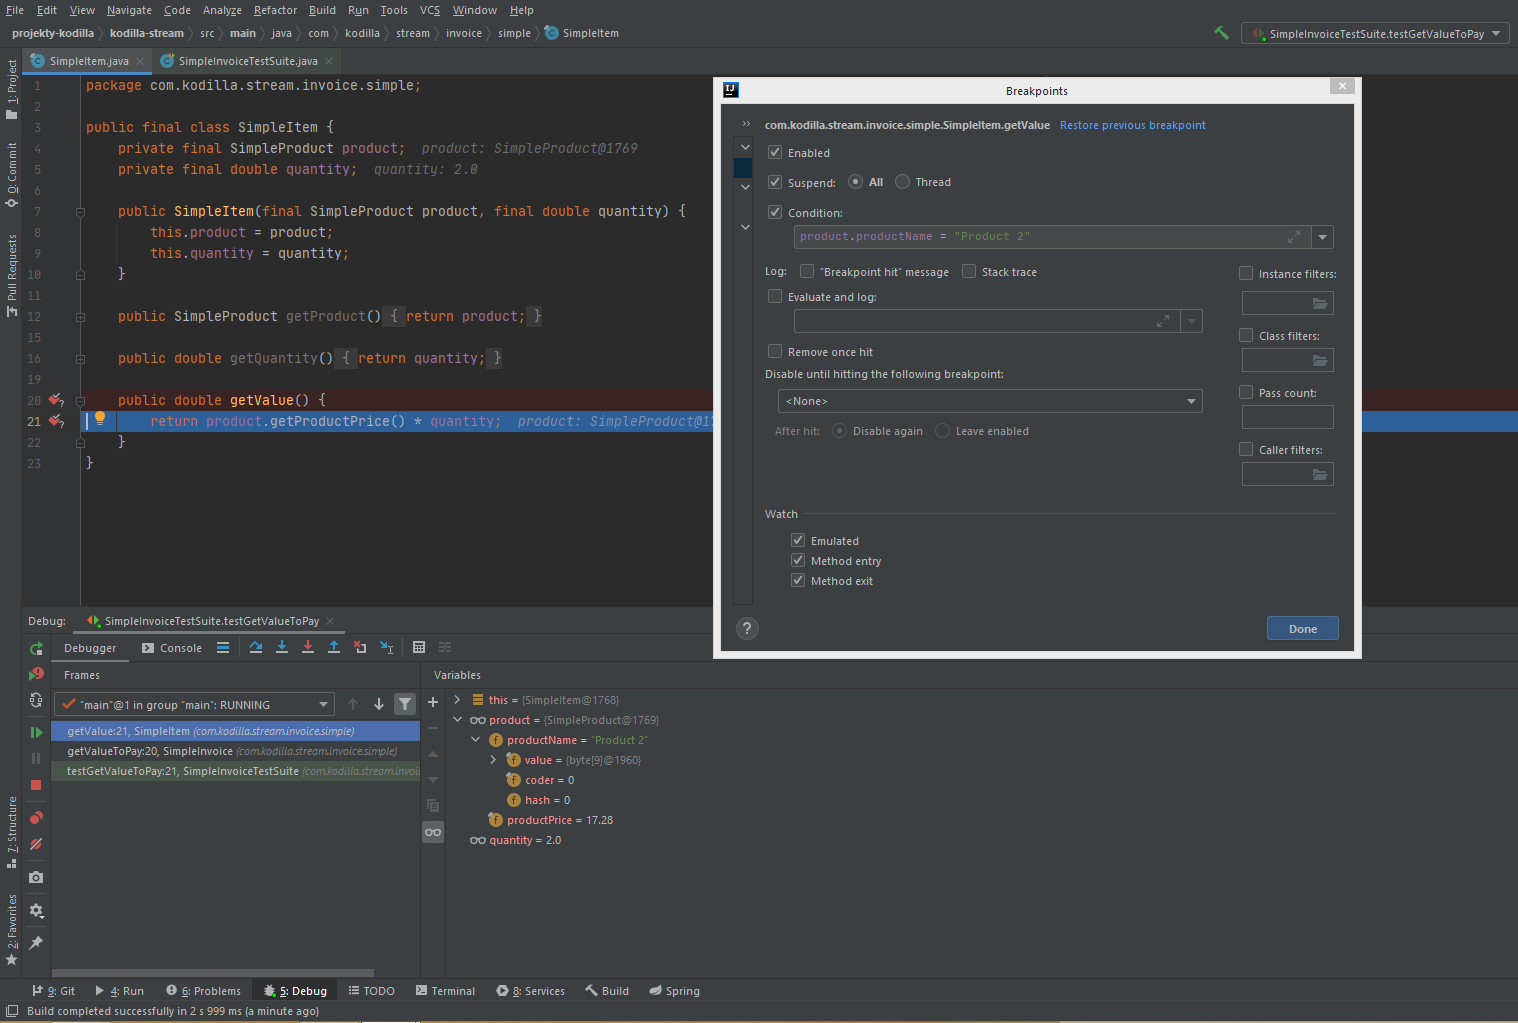 File Edit View Navigate Code Analyze Refactor Build Run Tools VCS Window Help
projekty-kodilla kodilla-stream src main java com kodilla stream invoice simple SimpleItem
SimpleInvoiceTestSuite.testGetValueToPay
SimpleItem.java SimpleInvoiceTestSuite.java
1: Project
0: Commit
Pull Requests
7: Structure
2: Favorites
1 package com.kodilla.stream.invoice.simple;
2
3 public final class SimpleItem {
4 private final SimpleProduct product; product: SimpleProduct@1769
5 private final double quantity; quantity: 2.0
6
7 public SimpleItem(final SimpleProduct product, final double quantity) {
8 this.product = product;
9 this.quantity = quantity;
10 }
11
12 public SimpleProduct getProduct() { return product; }
15
16 public double getQuantity() { return quantity; }
19
20 public double getValue() {
21 return product.getProductPrice() * quantity; product: SimpleProduct@17
22 }
23 }
Breakpoints
com.kodilla.stream.invoice.simple.SimpleItem.getValue Restore previous breakpoint
Enabled
Suspend: All Thread
Condition:
product.productName = "Product 2"
Log: "Breakpoint hit" message Stack trace
Instance filters:
Evaluate and log:
Class filters:
Remove once hit
Disable until hitting the following breakpoint:
Pass count:
<None>
After hit: Disable again Leave enabled
Caller filters:
Watch
Emulated
Method entry
Method exit
?
Done
Debug: SimpleInvoiceTestSuite.testGetValueToPay
Debugger Console
Frames
Variables
"main"@1 in group "main": RUNNING
getValue:21, SimpleItem (com.kodilla.stream.invoice.simple)
getValueToPay:20, SimpleInvoice (com.kodilla.stream.invoice.simple)
testGetValueToPay:21, SimpleInvoiceTestSuite (com.kodilla.stream.invoi
this = {SimpleItem@1768}
product = {SimpleProduct@1769}
productName = "Product 2"
value = {byte[9]@1960}
coder = 0
hash = 0
productPrice = 17.28
quantity = 2.0
9: Git 4: Run 6: Problems 5: Debug TODO Terminal 8: Services Build Spring
Build completed successfully in 2 s 999 ms (a minute ago)